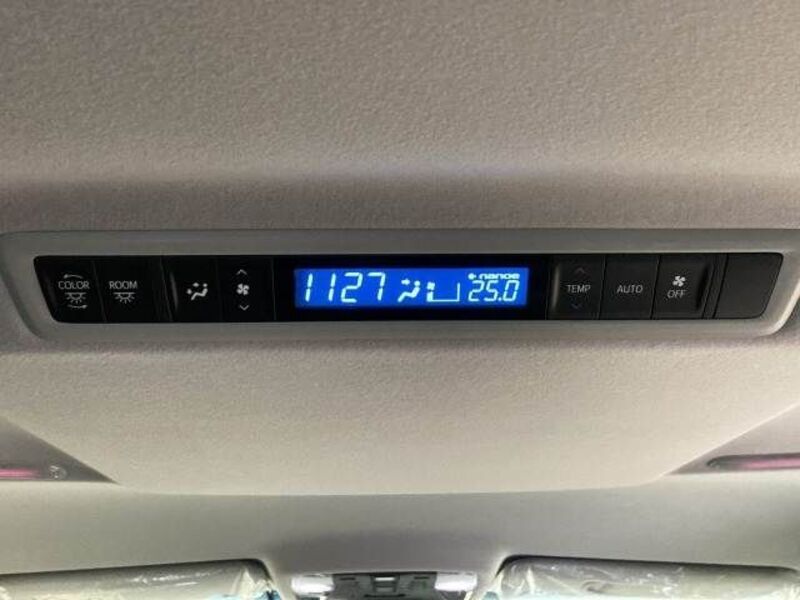 COLOR
ROOM
1127
nanoe
25.0
TEMP
AUTO
OFF